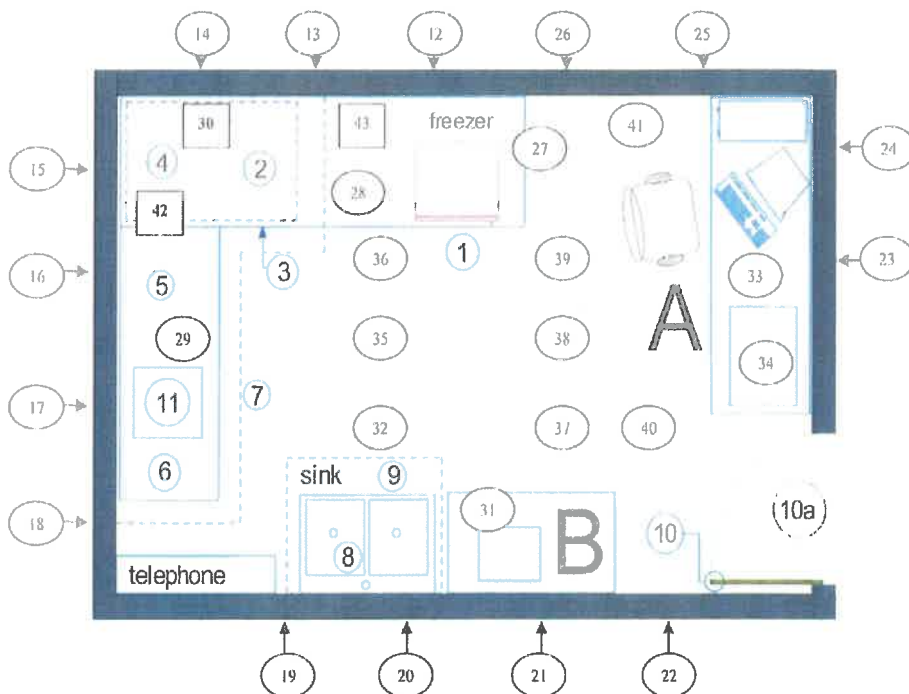 14 13 12 26 25
30 43 freezer 41
27
15 4 2 24
28
42
36 1 39
16 5 3 33 23
29 35 A 38
34
7
17 11 32 37 40
6 sink 9
18 31 10 10a
8 B
telephone
19 20 21 22